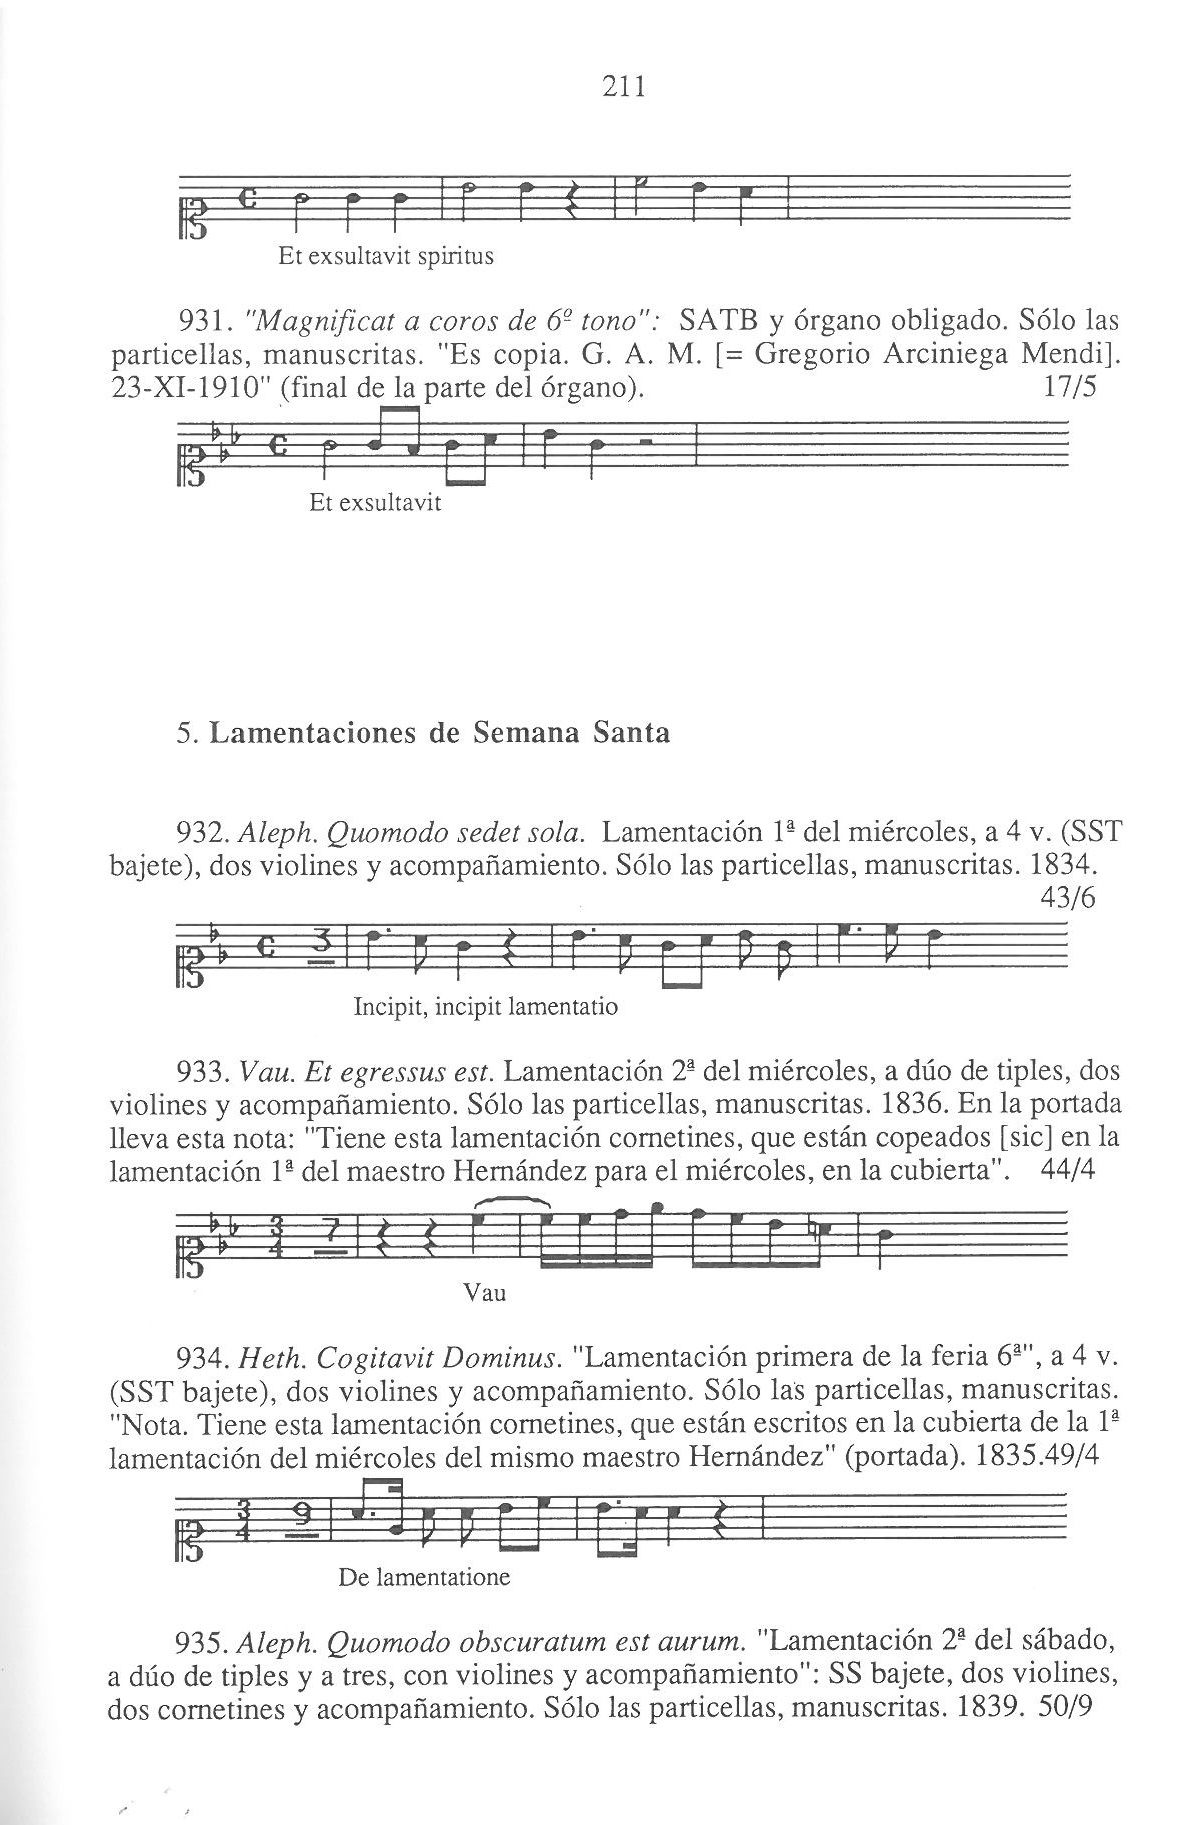 211
Et exsultavit spiritus
931. "Magnificat a coros de 6º tono": SATB y órgano obligado. Sólo las
particellas, manuscritas. "Es copia. G. A. M. [= Gregorio Arciniega Mendi].
23-XI-1910" (final de la parte del órgano). 17/5
Et exsultavit
5. Lamentaciones de Semana Santa
932. Aleph. Quomodo sedet sola. Lamentación 1ª del miércoles, a 4 v. (SST
bajete), dos violines y acompañamiento. Sólo las particellas, manuscritas. 1834.
43/6
3
Incipit, incipit lamentatio
933. Vau. Et egressus est. Lamentación 2ª del miércoles, a dúo de tiples, dos
violines y acompañamiento. Sólo las particellas, manuscritas. 1836. En la portada
lleva esta nota: "Tiene esta lamentación cornetines, que están copeados [sic] en la
lamentación 1ª del maestro Hernández para el miércoles, en la cubierta". 44/4
3/4 7
Vau
934. Heth. Cogitavit Dominus. "Lamentación primera de la feria 6ª", a 4 v.
(SST bajete), dos violines y acompañamiento. Sólo las particellas, manuscritas.
"Nota. Tiene esta lamentación cornetines, que están escritos en la cubierta de la 1ª
lamentación del miércoles del mismo maestro Hernández" (portada). 1835.49/4
3/4 9
De lamentatione
935. Aleph. Quomodo obscuratum est aurum. "Lamentación 2ª del sábado,
a dúo de tiples y a tres, con violines y acompañamiento": SS bajete, dos violines,
dos cornetines y acompañamiento. Sólo las particellas, manuscritas. 1839. 50/9